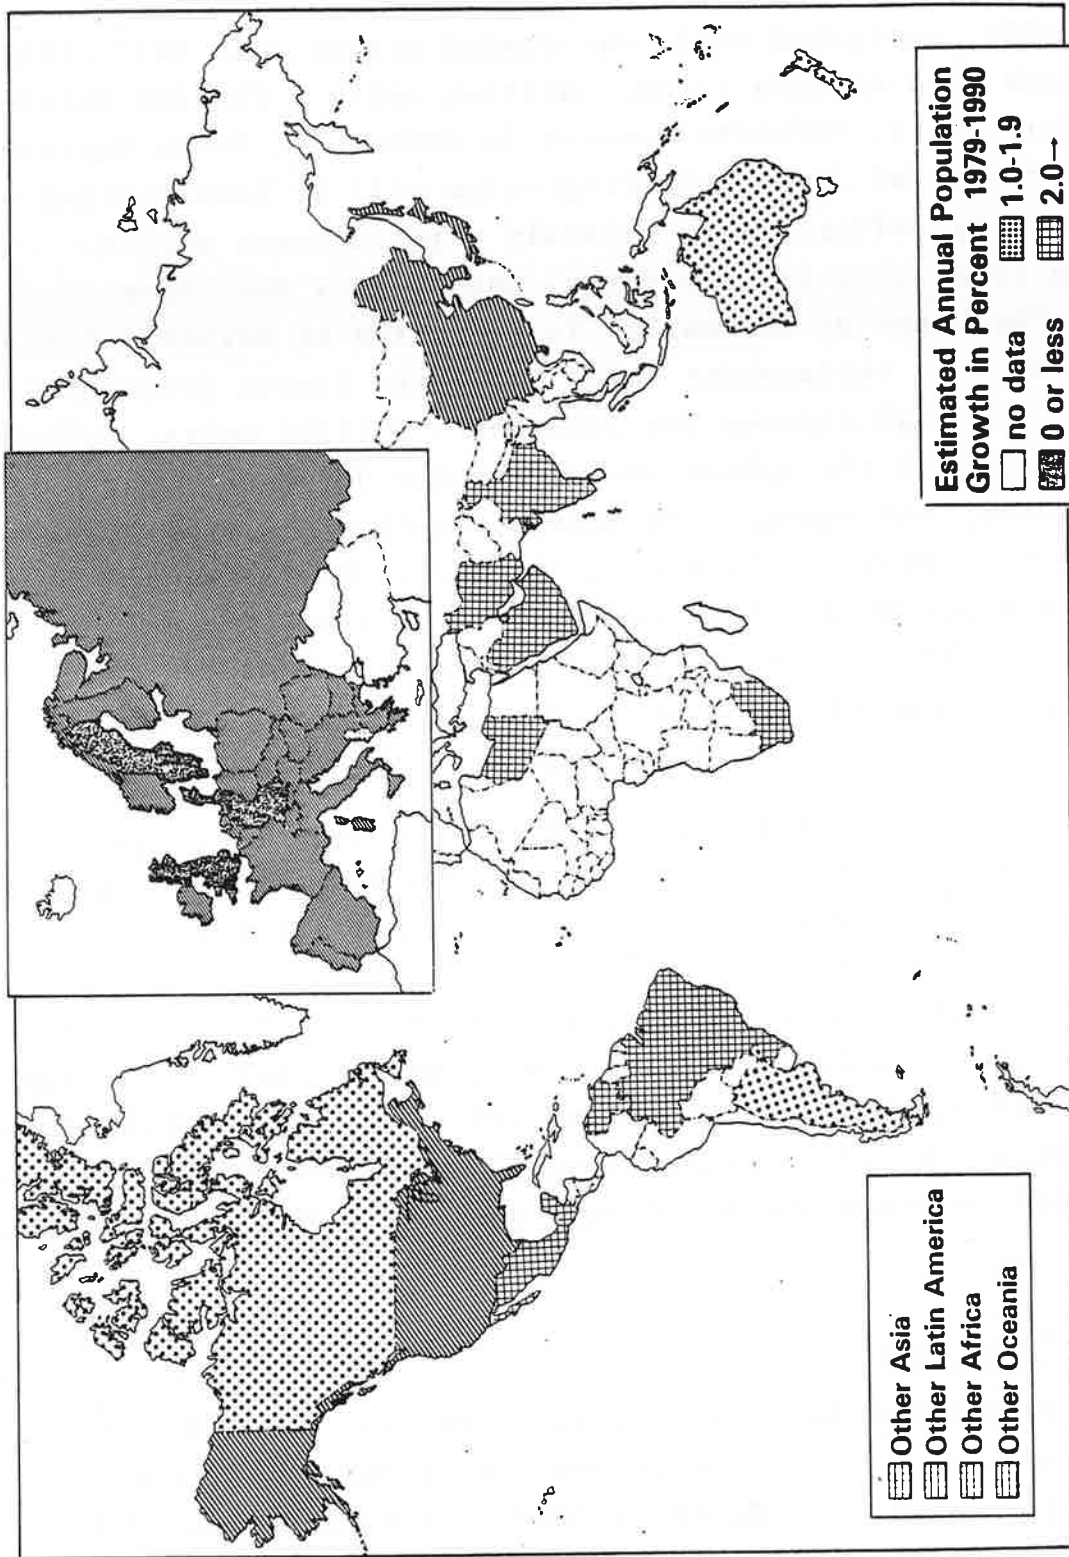 Other Asia
Other Latin America
Other Africa
Other Oceania
Estimated Annual Population
Growth in Percent 1979-1990
no data 1.0-1.9
0 or less 2.0→